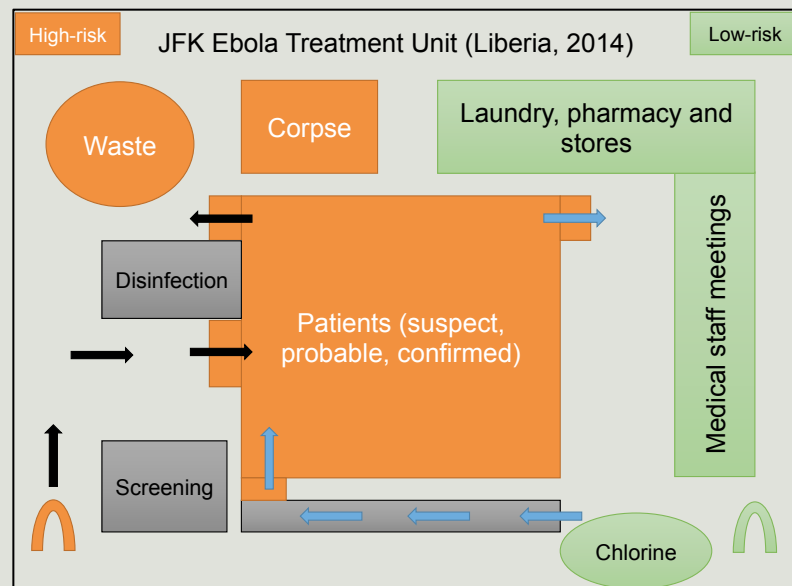 High-risk
JFK Ebola Treatment Unit (Liberia, 2014)
Low-risk
Waste
Corpse
Laundry, pharmacy and
stores
Disinfection
Patients (suspect,
probable, confirmed)
Medical staff meetings
Screening
Chlorine